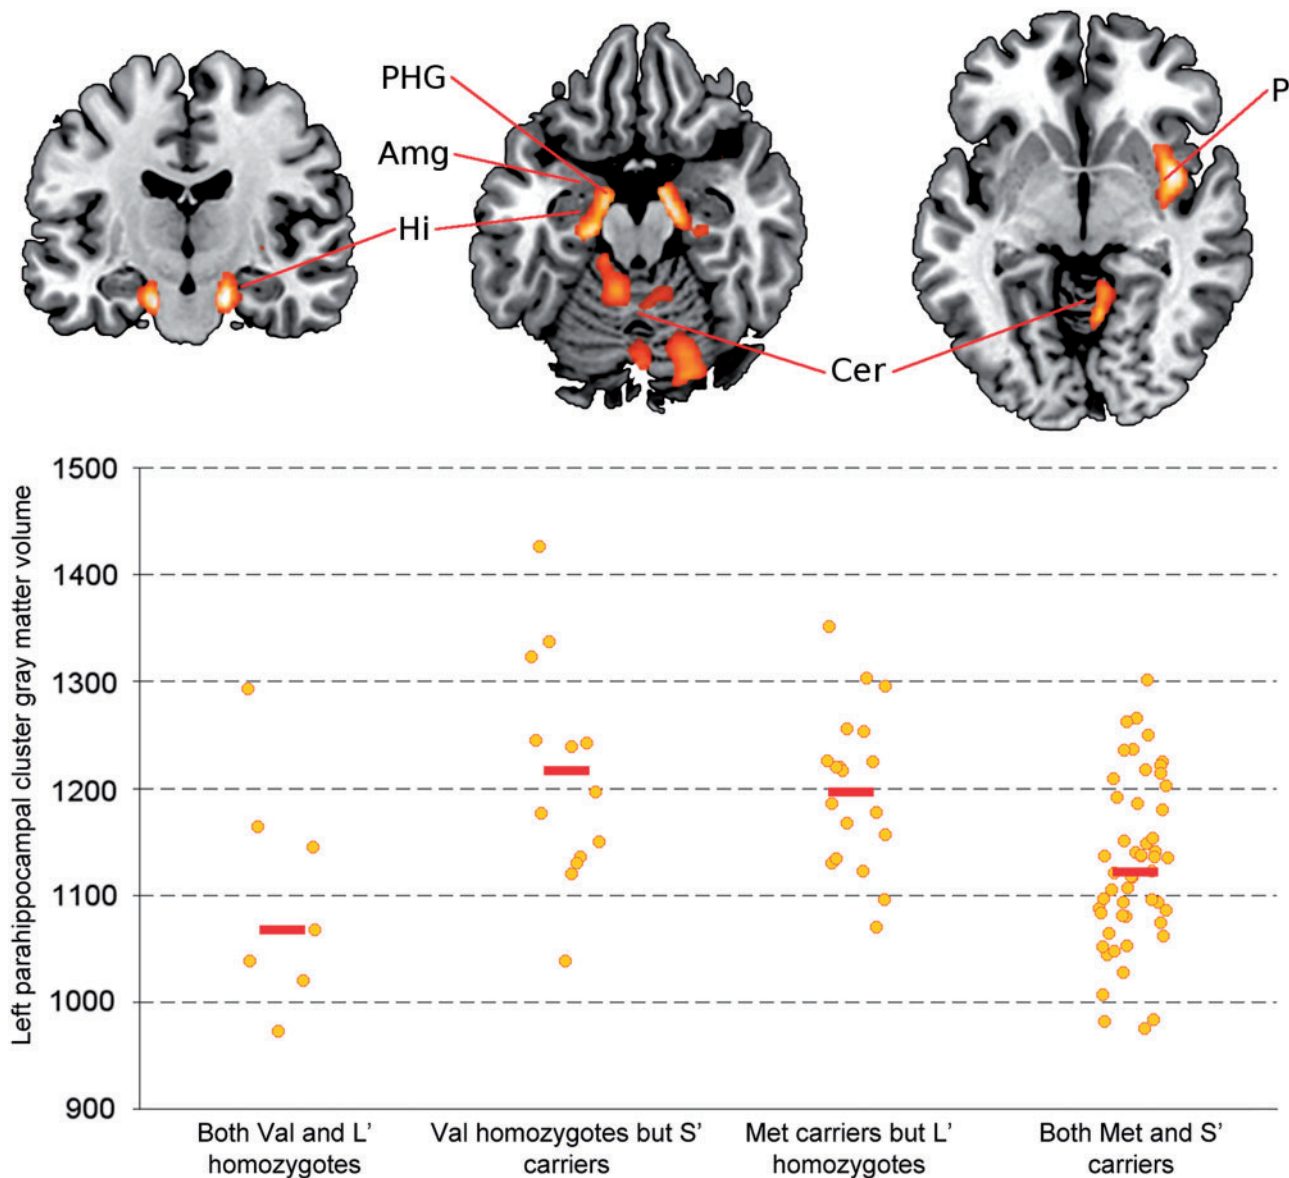 PHG
P
Amg
Hi
Cer
Left parahippocampal cluster gray matter volume
1500
1400
1300
1200
1100
1000
900
Both Val and L’
homozygotes
Val homozygotes but S’
carriers
Met carriers but L’
homozygotes
Both Met and S’
carriers